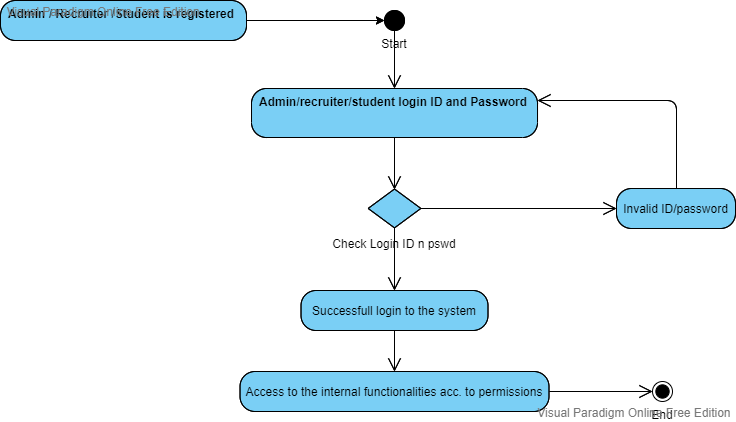 Visual Paradigm Online Free Edition
Admin / Recruiter / Student is registered
Start
Admin/recruiter/student login ID and Password
Invalid ID/password
Check Login ID n pswd
Successfull login to the system
Access to the internal functionalities acc. to permissions
Visual Paradigm Online Free Edition
End